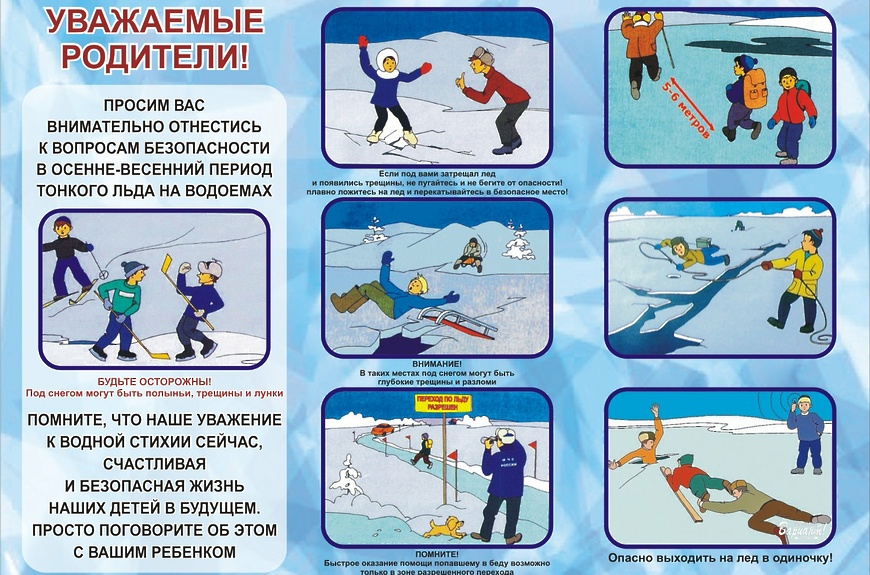 УВАЖАЕМЫЕ
РОДИТЕЛИ!
ПРОСИМ ВАС
ВНИМАТЕЛЬНО ОТНЕСТИСЬ
К ВОПРОСАМ БЕЗОПАСНОСТИ
В ОСЕННЕ-ВЕСЕННИЙ ПЕРИОД
ТОНКОГО ЛЬДА НА ВОДОЕМАХ
БУДЬТЕ ОСТОРОЖНЫ!
Под снегом могут быть полыньи, трещины и лунки
ПОМНИТЕ, ЧТО НАШЕ УВАЖЕНИЕ
К ВОДНОЙ СТИХИИ СЕЙЧАС,
СЧАСТЛИВАЯ
И БЕЗОПАСНАЯ ЖИЗНЬ
НАШИХ ДЕТЕЙ В БУДУЩЕМ.
ПРОСТО ПОГОВОРИТЕ ОБ ЭТОМ
С ВАШИМ РЕБЕНКОМ
Если под вами затрещал лед
и появились трещины, не пугайтесь и не бегите от опасности!
плавно ложитесь на лед и перекатывайтесь в безопасное место!
ВНИМАНИЕ!
В таких местах под снегом могут быть
глубокие трещины и разломи
ПЕРЕХОД ПО ЛЬДУ
РАЗРЕШЕН
МЧС
РОССИИ
ПОМНИТЕ!
Быстрое оказание помощи попавшему в беду возможно
только в зоне разрешенного перехода
5-6 метров
Вариант!
Опасно выходить на лед в одиночку!